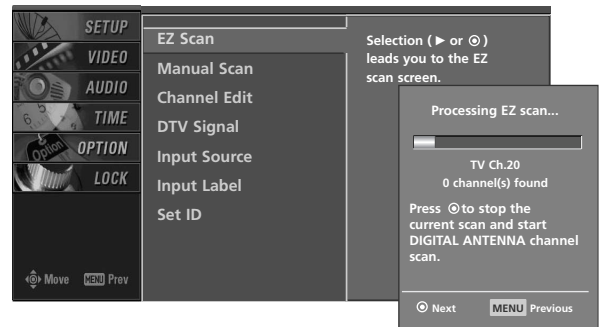 SETUP
VIDEO
AUDIO
TIME
OPTION
LOCK
Move MENU Prev
EZ Scan
Manual Scan
Channel Edit
DTV Signal
Input Source
Input Label
Set ID
Selection ( ► or ⊙ )
leads you to the EZ
scan screen.
Processing EZ scan...
TV Ch.20
0 channel(s) found
Press ⊙to stop the
current scan and start
DIGITAL ANTENNA channel
scan.
⊙ Next MENU Previous